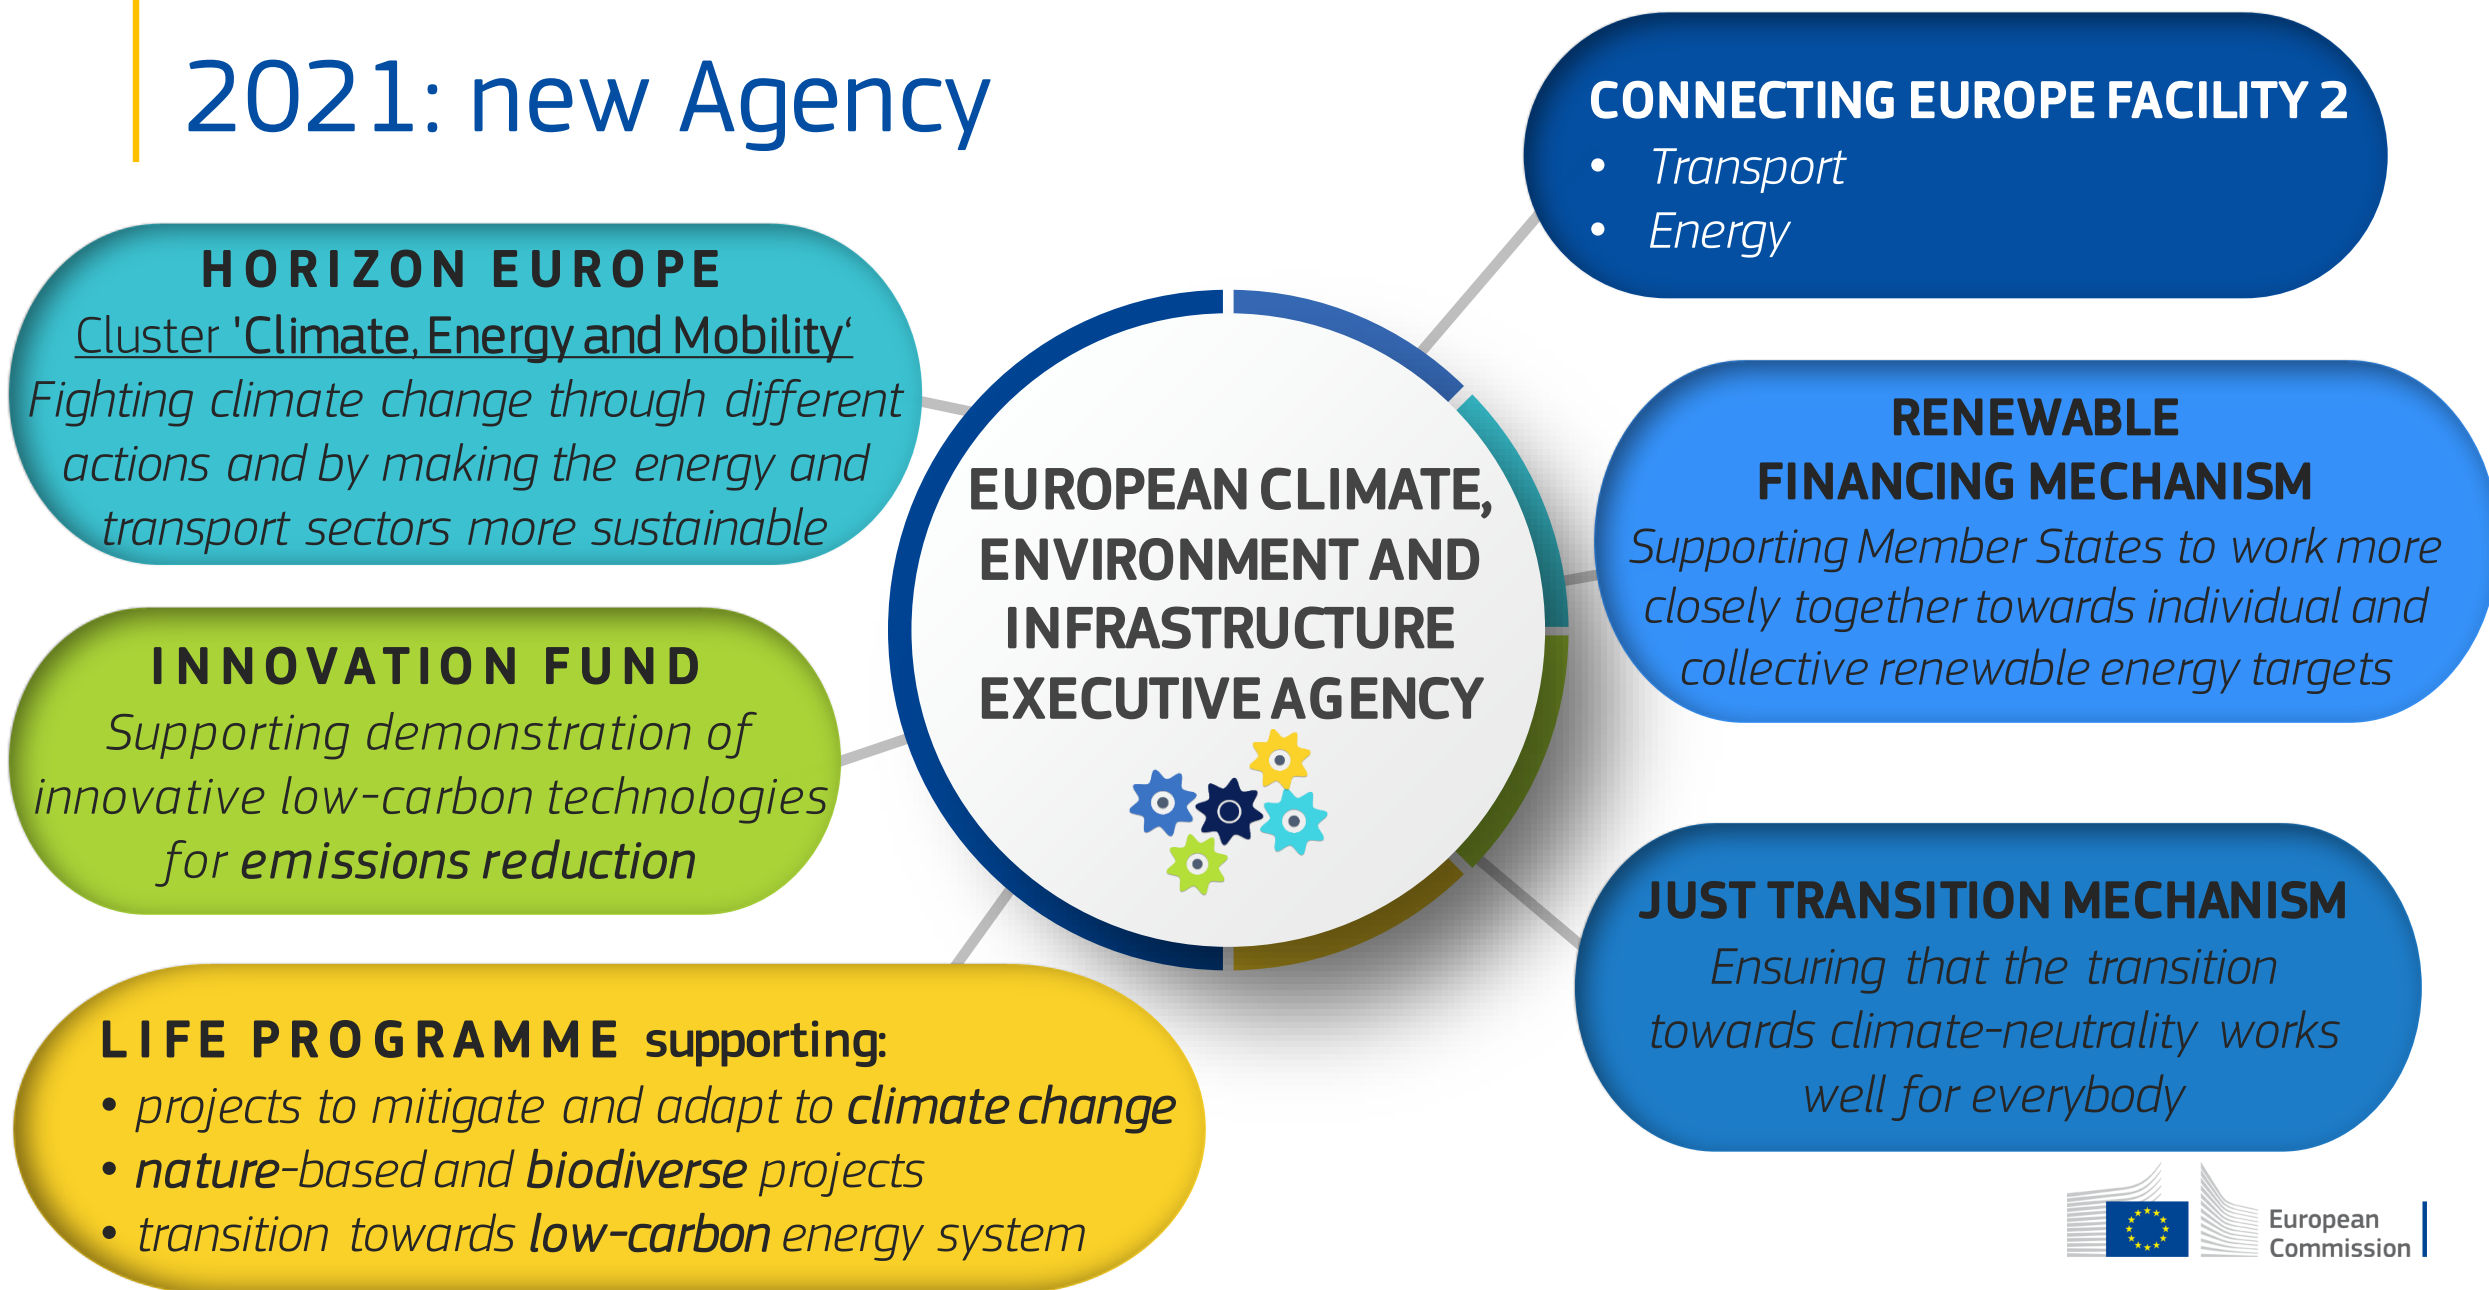 2021: new Agency
HORIZON EUROPE
Cluster 'Climate, Energy and Mobility‘
Fighting climate change through different
actions and by making the energy and
transport sectors more sustainable
INNOVATION FUND
Supporting demonstration of
innovative low-carbon technologies
for emissions reduction
LIFE PROGRAMME supporting:
• projects to mitigate and adapt to climate change
• nature-based and biodiverse projects
• transition towards low-carbon energy system
EUROPEAN CLIMATE,
ENVIRONMENT AND
INFRASTRUCTURE
EXECUTIVE AGENCY
CONNECTING EUROPE FACILITY 2
• Transport
• Energy
RENEWABLE
FINANCING MECHANISM
Supporting Member States to work more
closely together towards individual and
collective renewable energy targets
JUST TRANSITION MECHANISM
Ensuring that the transition
towards climate-neutrality works
well for everybody
European
Commission